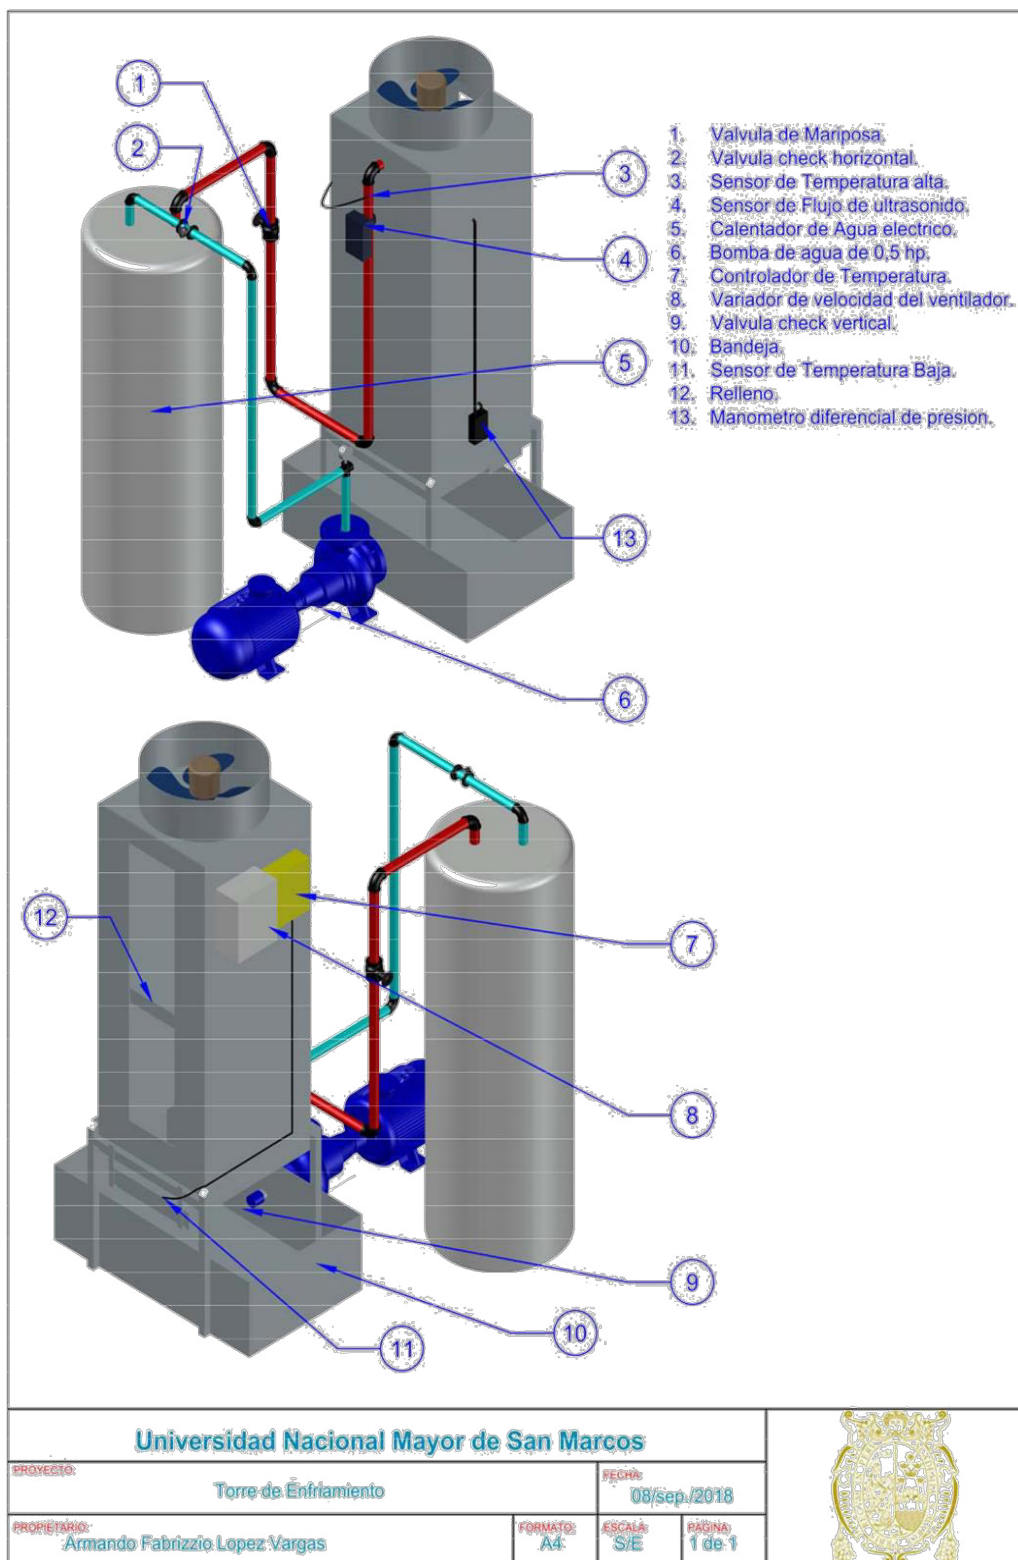 1
2
3
4
5
13
6
1. Valvula de Mariposa.
2. Valvula check horizontal.
3. Sensor de Temperatura alta.
4. Sensor de Flujo de ultrasonido.
5. Calentador de Agua electrico.
6. Bomba de agua de 0,5 hp.
7. Controlador de Temperatura.
8. Variador de velocidad del ventilador.
9. Valvula check vertical.
10. Bandeja.
11. Sensor de Temperatura Baja.
12. Relleno.
13. Manometro diferencial de presion.
12
7
8
9
10
11
Universidad Nacional Mayor de San Marcos
PROYECTO:
Torre de Enfriamiento
FECHA:
08/sep./2018
PROPIETARIO:
Armando Fabrizzio Lopez Vargas
FORMATO:
A4
ESCALA:
S/E
PAGINA:
1 de 1